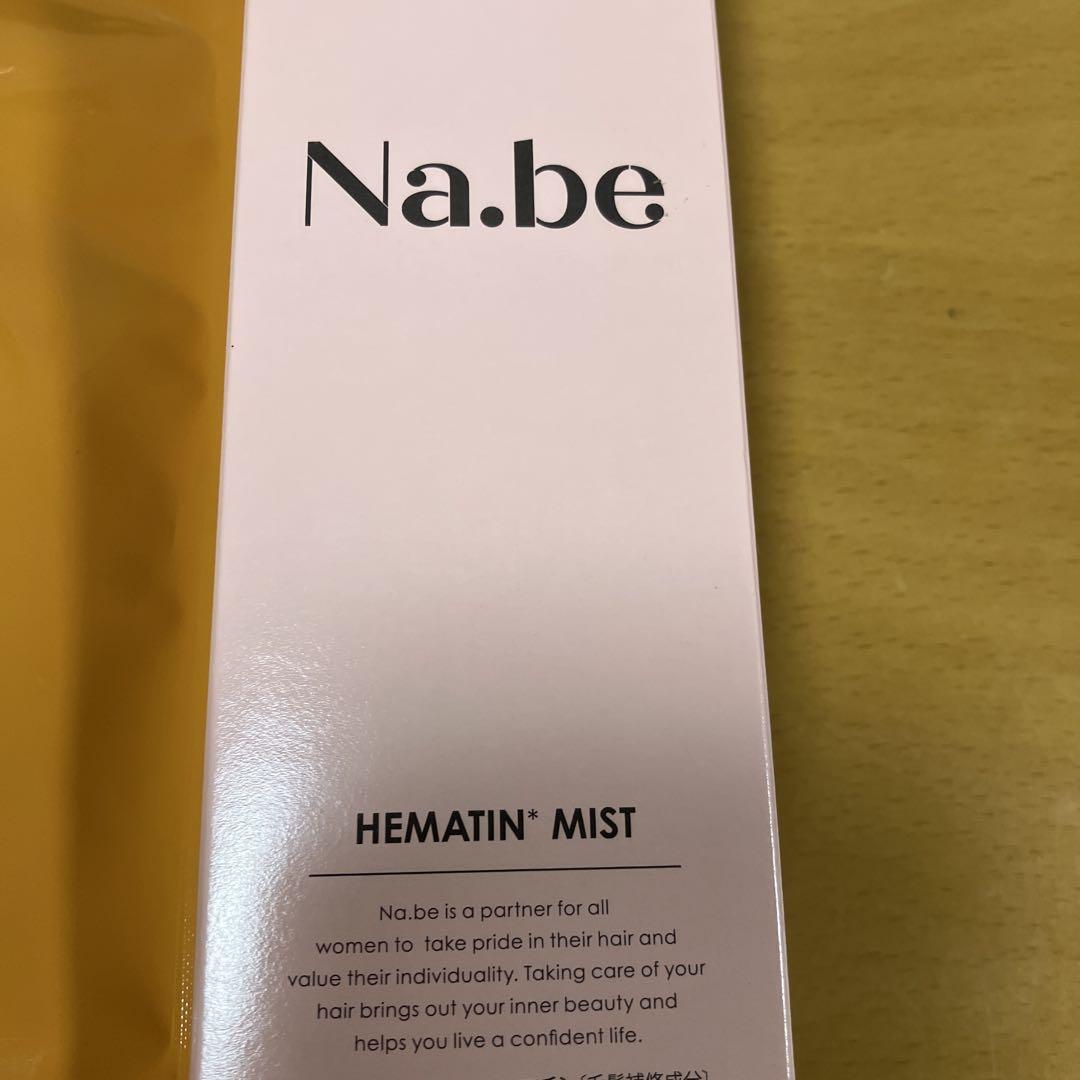 Na.be
HEMATIN* MIST
Na.be is a partner for all
women to take pride in their hair and
value their individuality. Taking care of your
hair brings out your inner beauty and
helps you live a confident life.